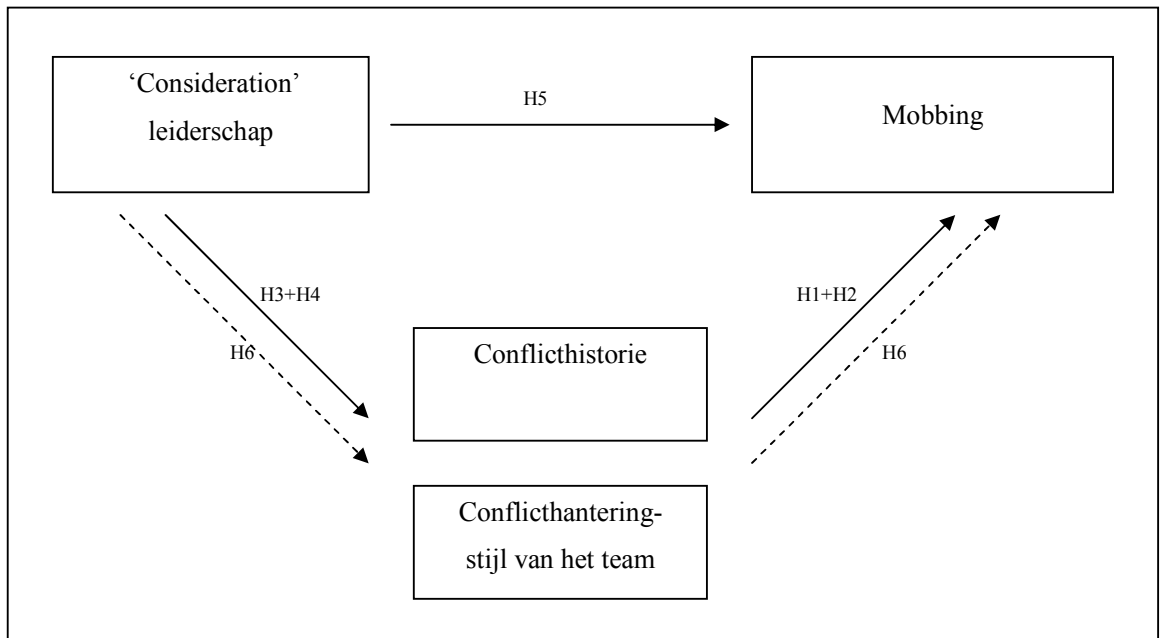 ‘Consideration’
leiderschap
H5
Mobbing
H3+H4
H6
H1+H2
H6
Conflicthistorie
Conflicthantering-
stijl van het team